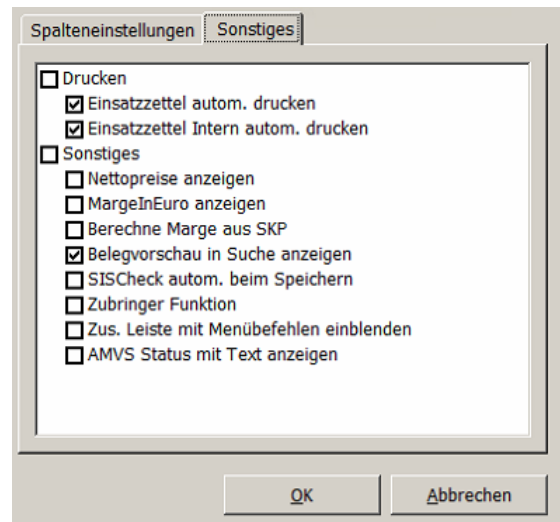 Spalteneinstellungen Sonstiges
Drucken
Einsatzzettel autom. drucken
Einsatzzettel Intern autom. drucken
Sonstiges
Nettopreise anzeigen
MargeInEuro anzeigen
Berechne Marge aus SKP
Belegvorschau in Suche anzeigen
SISCheck autom. beim Speichern
Zubringer Funktion
Zus. Leiste mit Menübefehlen einblenden
AMVS Status mit Text anzeigen
OK Abbrechen